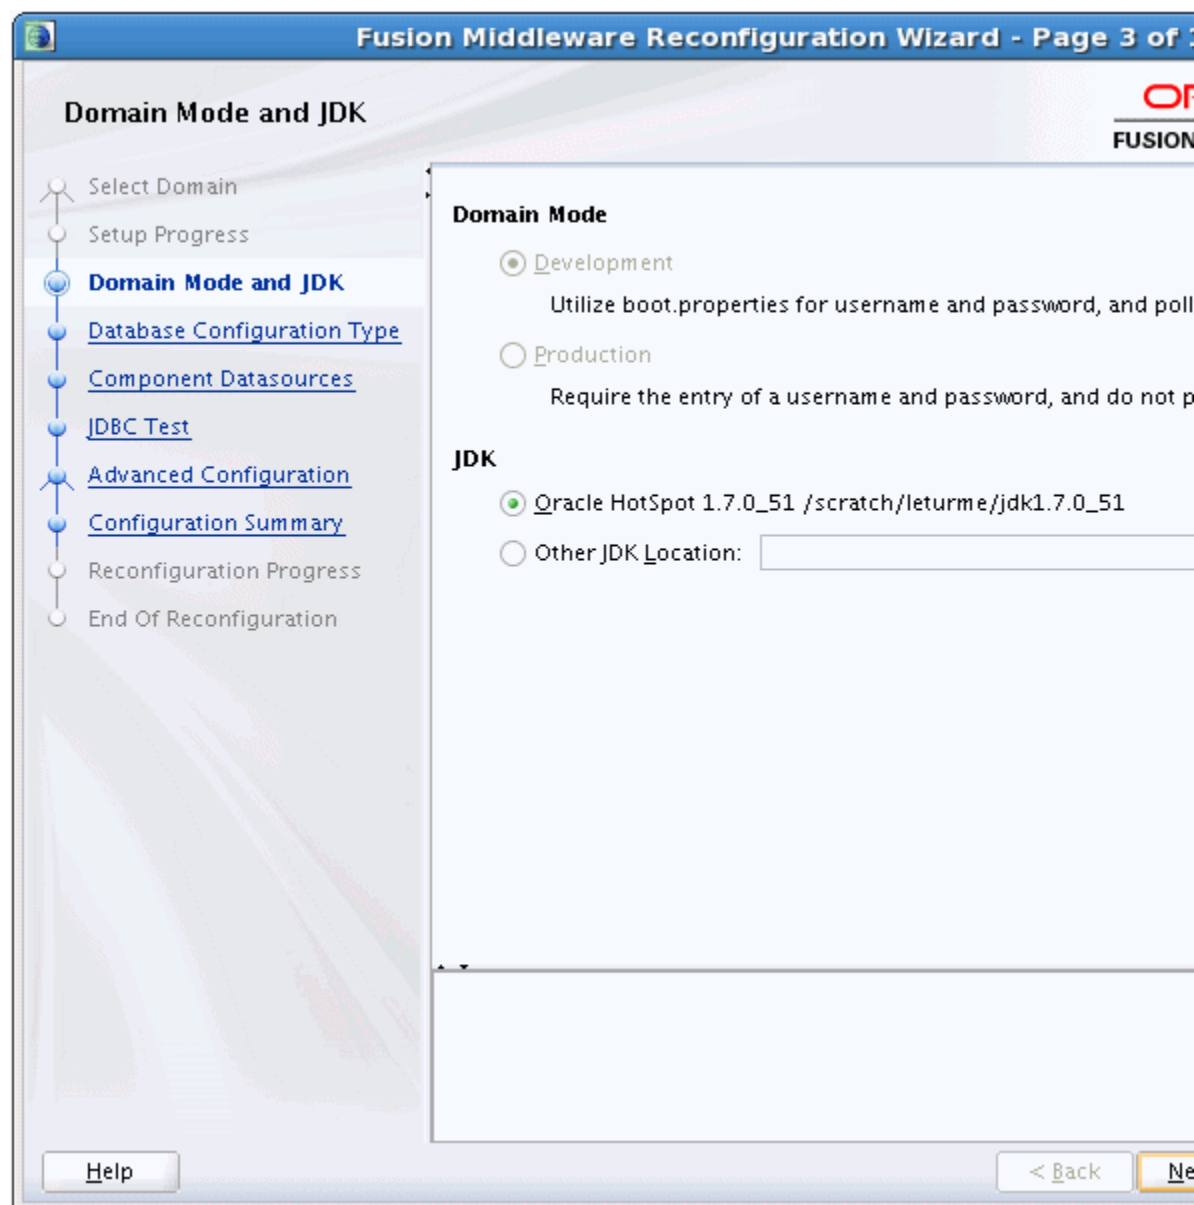 Fusion Middleware Reconfiguration Wizard - Page 3 of
Domain Mode and JDK
FUSION
Select Domain
Setup Progress
Domain Mode and JDK
Database Configuration Type
Component Datasources
JDBC Test
Advanced Configuration
Configuration Summary
Reconfiguration Progress
End Of Reconfiguration
Domain Mode
Development
Utilize boot.properties for username and password, and poll
Production
Require the entry of a username and password, and do not
JDK
Oracle HotSpot 1.7.0_51 /scratch/leturme/jdk1.7.0_51
Other JDK Location:
Help
< Back